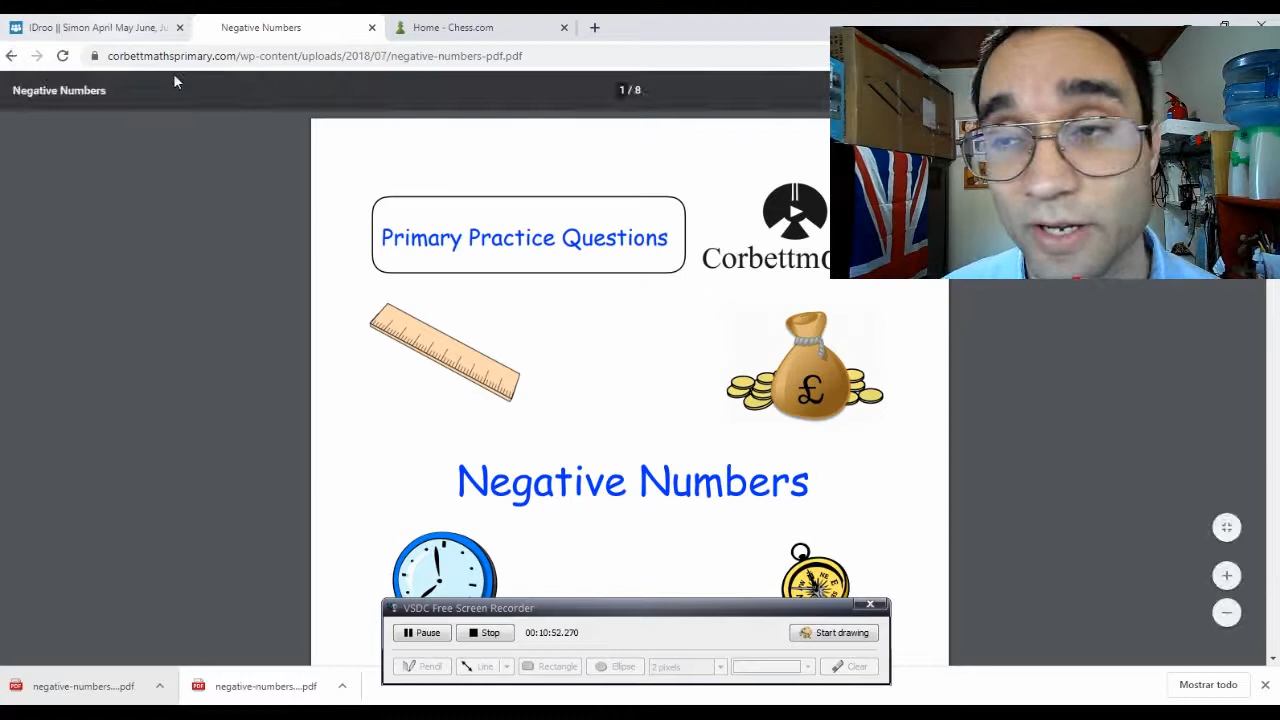 IDroo || Simon April May June, Ju
Negative Numbers
Home - Chess.com
corbettmathsprimary.com/wp-content/uploads/2018/07/negative-numbers-pdf.pdf
Negative Numbers
1 / 8
Primary Practice Questions
Corbettm
£
Negative Numbers
NE
E
VSDC Free Screen Recorder
Pause
Stop
00:10:52.270
Start drawing
Pencil
Line
Rectangle
Ellipse
2 pixels
Clear
negative-numbers....pdf
negative-numbers....pdf
Mostrar todo